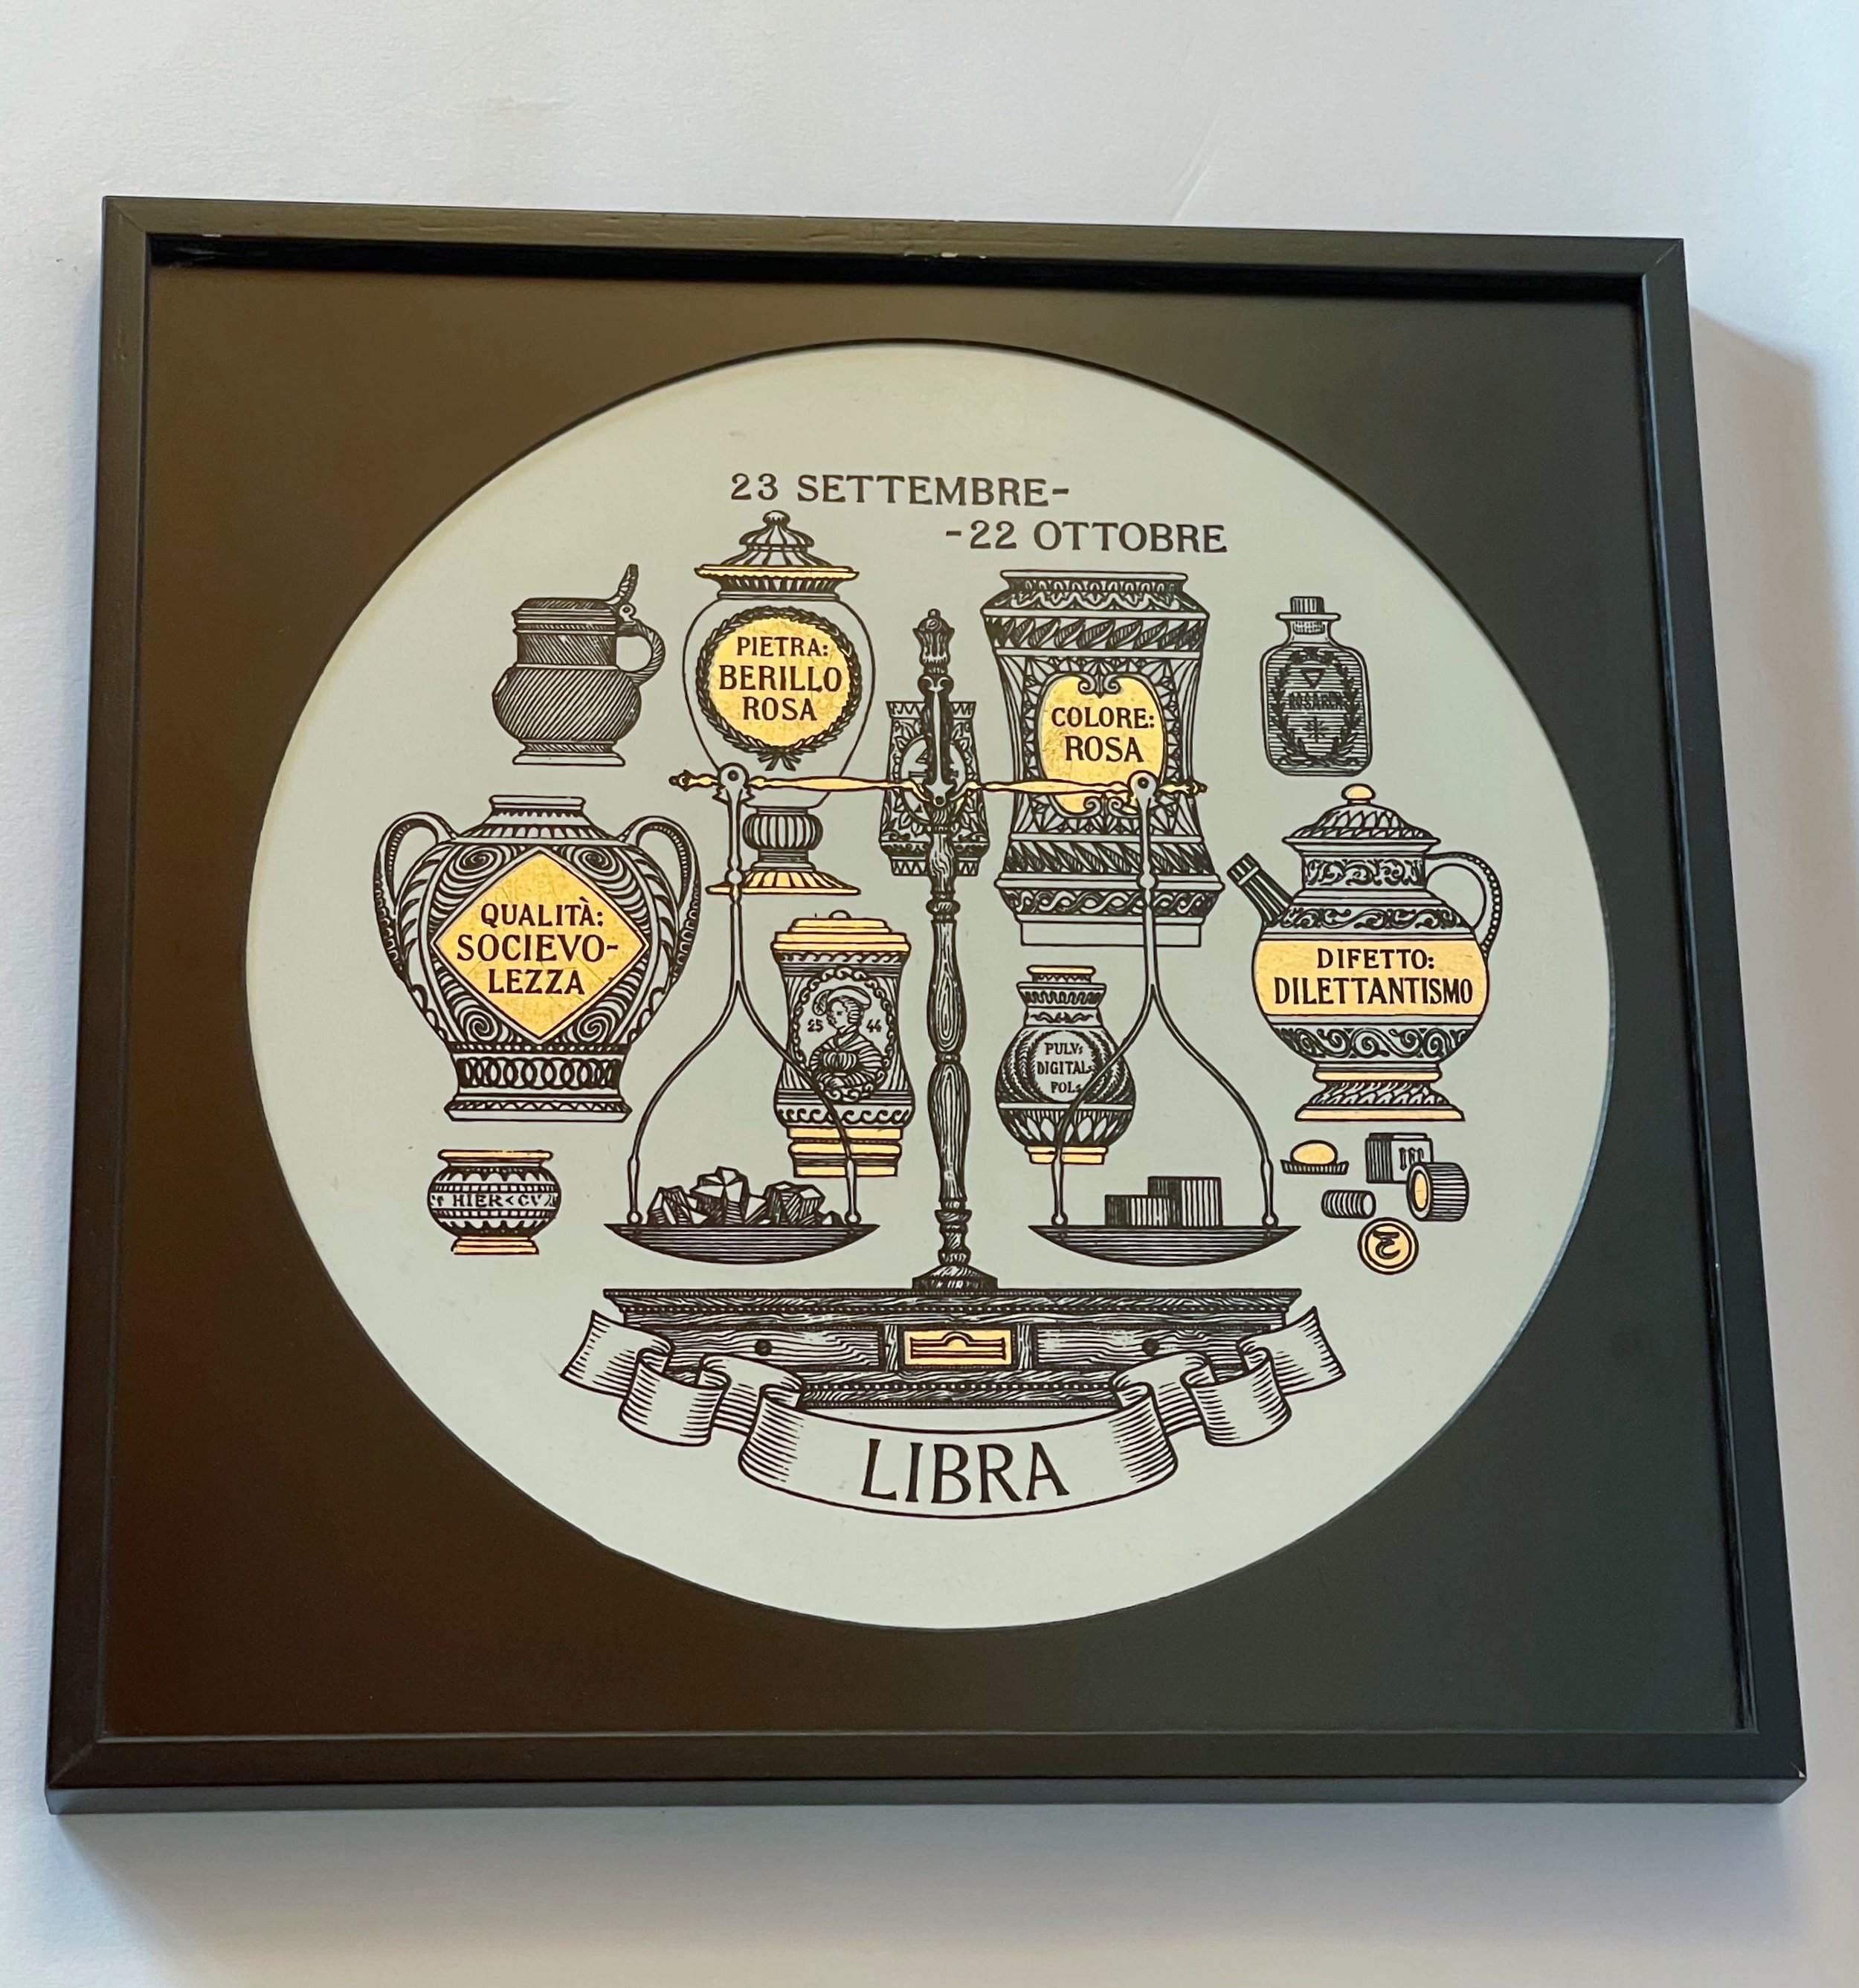 23 SETTEMBRE-
-22 OTTOBRE
PIETRA:
BERILLO
ROSA
COLORE:
ROSA
QUALITÀ:
SOCIEVO-
LEZZA
DIFETTO:
DILETTANTISMO
25 44
PULV:
DIGITAL:
FOL:
HIER
LIBRA